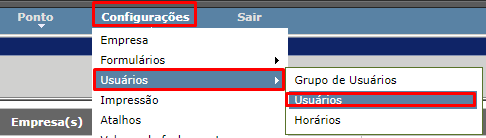 Ponto Configurações Sair
Empresa
Formulários
Usuários
Grupo de Usuários
Impressão
Usuários
Atalhos
Horários
Empresa(s)